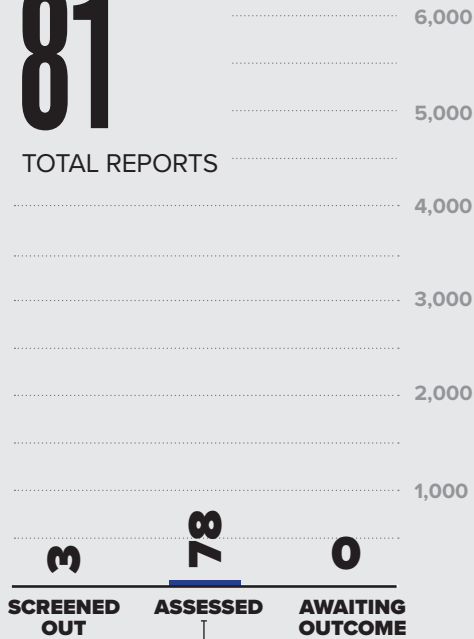 81
TOTAL REPORTS
6,000
5,000
4,000
3,000
2,000
1,000
3
78
0
SCREENED
OUT
ASSESSED
AWAITING
OUTCOME